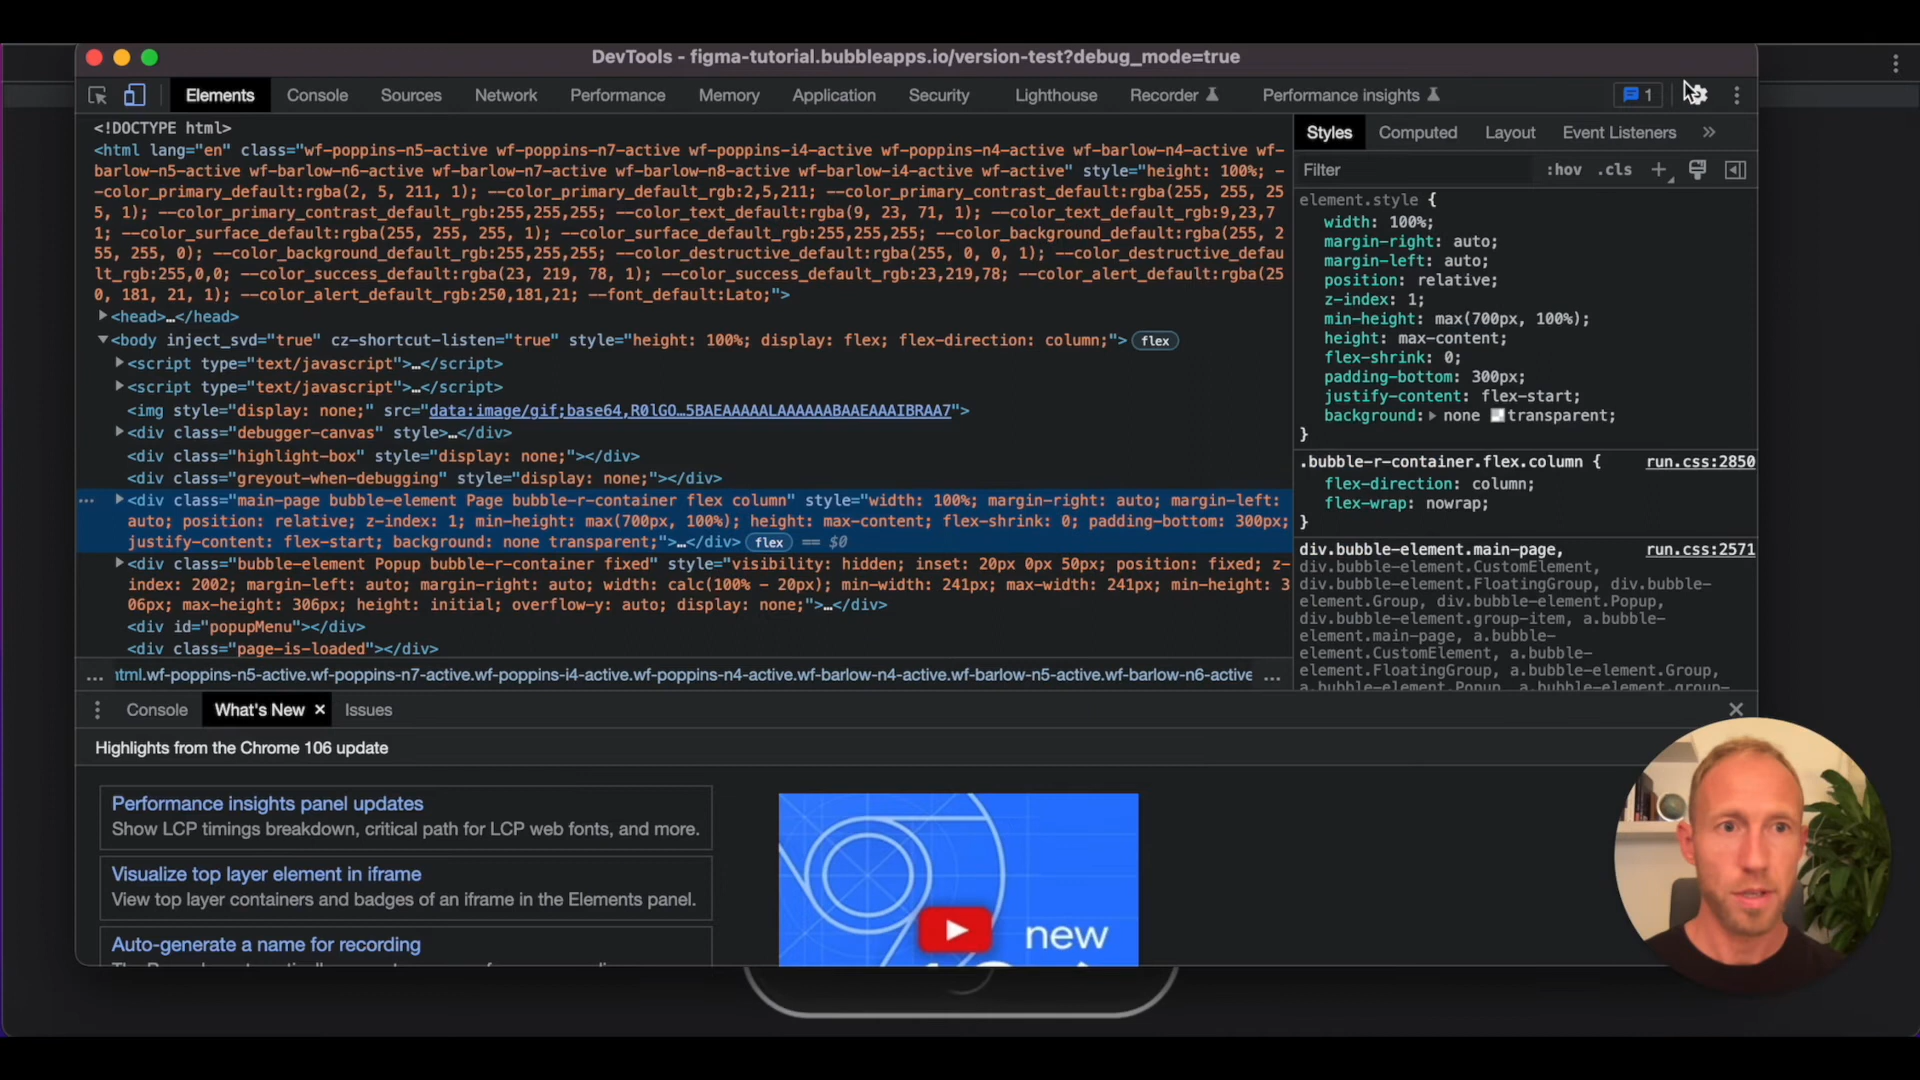 DevTools - figma-tutorial.bubbleapps.io/version-test?debug_mode=true
Elements Console Sources Network Performance Memory Application Security Lighthouse Recorder Performance insights 1
<!DOCTYPE html>
<html lang="en" class="wf-poppins-n5-active wf-poppins-n7-active wf-poppins-i4-active wf-poppins-n4-active wf-barlow-n4-active wf-
barlow-n5-active wf-barlow-n6-active wf-barlow-n7-active wf-barlow-n8-active wf-barlow-i4-active wf-active" style="height: 100%; -
-color_primary_default:rgba(2, 5, 211, 1); --color_primary_default_rgb:2,5,211; --color_primary_contrast_default:rgba(255, 255, 25
5, 1); --color_primary_contrast_default_rgb:255,255,255; --color_text_default:rgba(9, 23, 71, 1); --color_text_default_rgb:9,23,7
1; --color_surface_default:rgba(255, 255, 255, 1); --color_surface_default_rgb:255,255,255; --color_background_default:rgba(255, 2
55, 255, 0); --color_background_default_rgb:255,255,255; --color_destructive_default:rgba(255, 0, 0, 1); --color_destructive_defau
lt_rgb:255,0,0; --color_success_default:rgba(23, 219, 78, 1); --color_success_default_rgb:23,219,78; --color_alert_default:rgba(25
0, 181, 21, 1); --color_alert_default_rgb:250,181,21; --font_default:Lato;">
<head>…</head>
<body inject_svd="true" cz-shortcut-listen="true" style="height: 100%; display: flex; flex-direction: column;"> flex
<script type="text/javascript">…</script>
<script type="text/javascript">…</script>
<img style="display: none;" src="data:image/gif;base64,R0lGO…5BAEAAAAALAAAAAABAAEAAAIBRAA7">
<div class="debugger-canvas" style>…</div>
<div class="highlight-box" style="display: none;"></div>
<div class="greyout-when-debugging" style="display: none;"></div>
<div class="main-page bubble-element Page bubble-r-container flex column" style="width: 100%; margin-right: auto; margin-left:
auto; position: relative; z-index: 1; min-height: max(700px, 100%); height: max-content; flex-shrink: 0; padding-bottom: 300px;
justify-content: flex-start; background: none transparent;">…</div> flex == $0
<div class="bubble-element Popup bubble-r-container fixed" style="visibility: hidden; inset: 20px 0px 50px; position: fixed; z-
index: 2002; margin-left: auto; margin-right: auto; width: calc(100% - 20px); min-width: 241px; max-width: 241px; min-height: 3
06px; max-height: 306px; height: initial; overflow-y: auto; display: none;">…</div>
<div id="popupMenu"></div>
<div class="page-is-loaded"></div>
... html.wf-poppins-n5-active.wf-poppins-n7-active.wf-poppins-i4-active.wf-poppins-n4-active.wf-barlow-n4-active.wf-barlow-n5-active.wf-barlow-n6-active ...
Styles Computed Layout Event Listeners »
Filter :hov .cls +
element.style {
width: 100%;
margin-right: auto;
margin-left: auto;
position: relative;
z-index: 1;
min-height: max(700px, 100%);
height: max-content;
flex-shrink: 0;
padding-bottom: 300px;
justify-content: flex-start;
background: none transparent;
}
.bubble-r-container.flex.column { run.css:2850
flex-direction: column;
flex-wrap: nowrap;
}
div.bubble-element.main-page, run.css:2571
div.bubble-element.CustomElement,
div.bubble-element.FloatingGroup, div.bubble-
element.Group, div.bubble-element.Popup,
div.bubble-element.group-item, a.bubble-
element.main-page, a.bubble-
element.CustomElement, a.bubble-
element.FloatingGroup, a.bubble-element.Group,
a.bubble-element.Popup, a.bubble-element.group-
Console What's New × Issues
Highlights from the Chrome 106 update
Performance insights panel updates
Show LCP timings breakdown, critical path for LCP web fonts, and more.
Visualize top layer element in iframe
View top layer containers and badges of an iframe in the Elements panel.
Auto-generate a name for recording
new